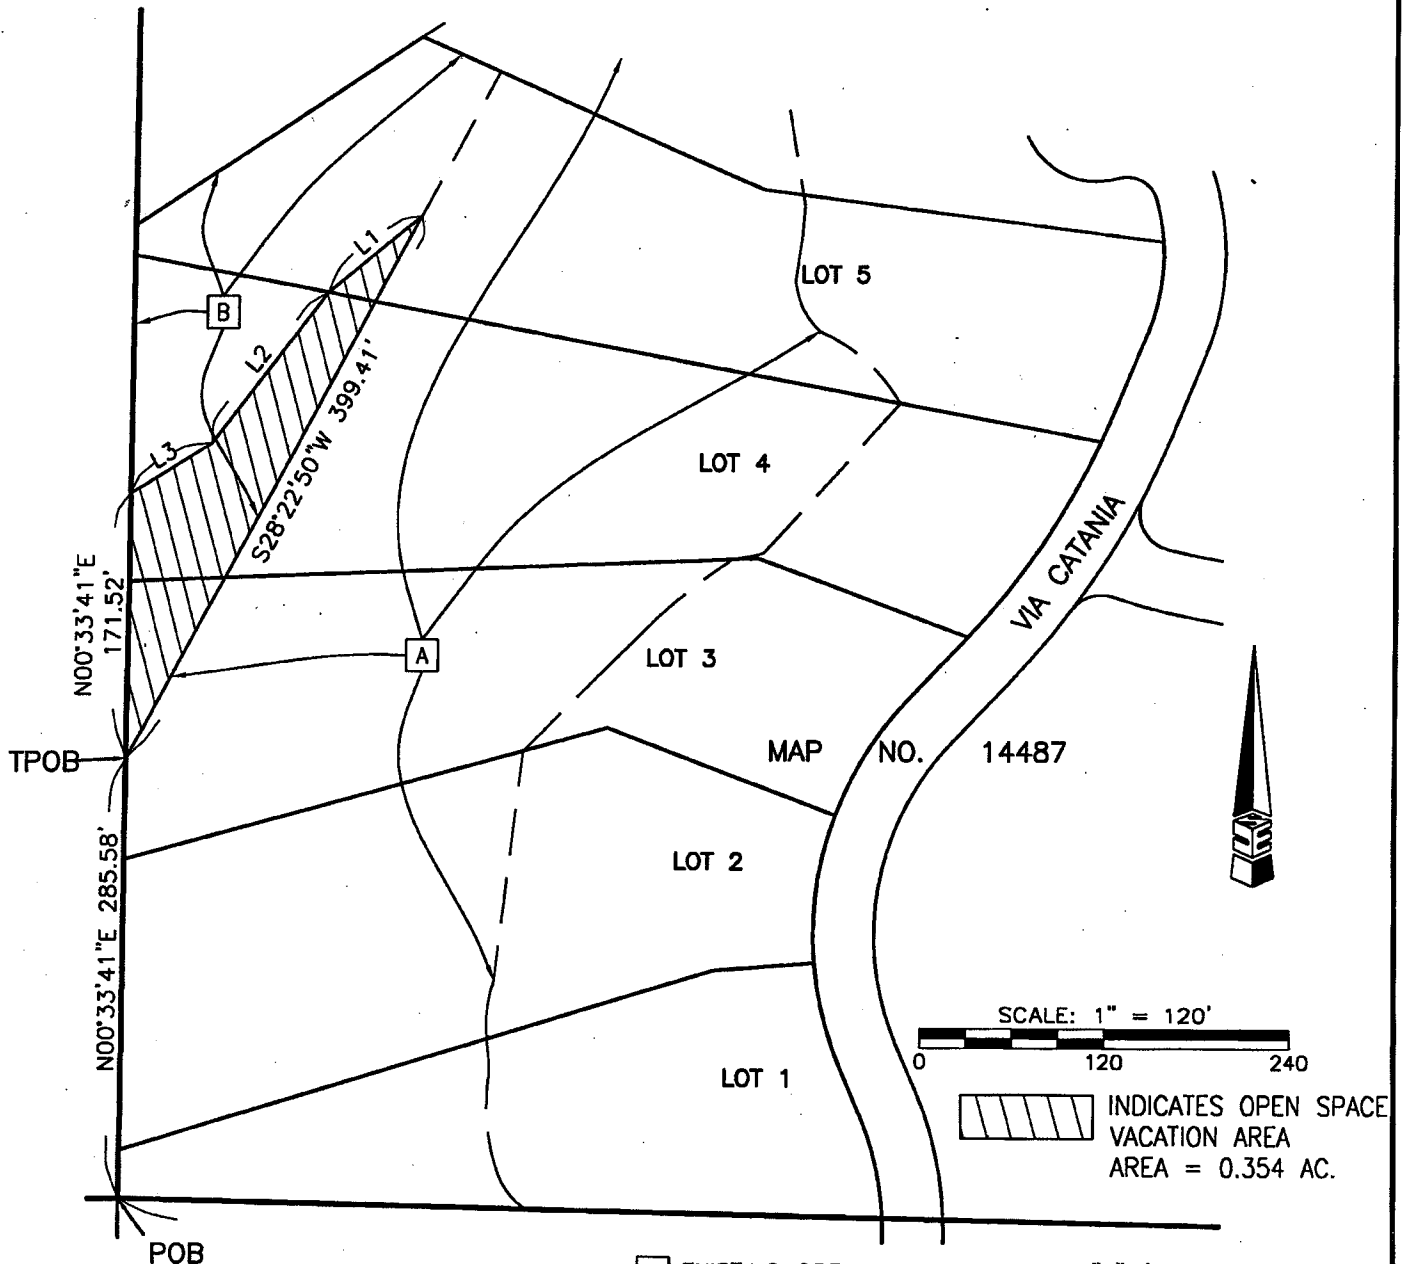 L1
LOT 5
B
L2
S28°22'50"W 399.41'
L3
LOT 4
VIA CATANIA
N00°33'41"E
171.52'
A
LOT 3
TPOB
MAP NO. 14487
N00°33'41"E 285.58'
LOT 2
SCALE: 1" = 120'
0 120 240
LOT 1
INDICATES OPEN SPACE
VACATION AREA
AREA = 0.354 AC.
POB